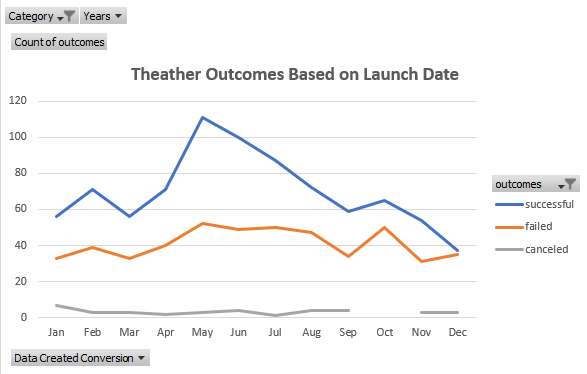 Category Years
Count of outcomes
Theather Outcomes Based on Launch Date
120
100
80
60
40
20
0
Jan Feb Mar Apr May Jun Jul Aug Sep Oct Nov Dec
outcomes
successful
failed
canceled
Data Created Conversion